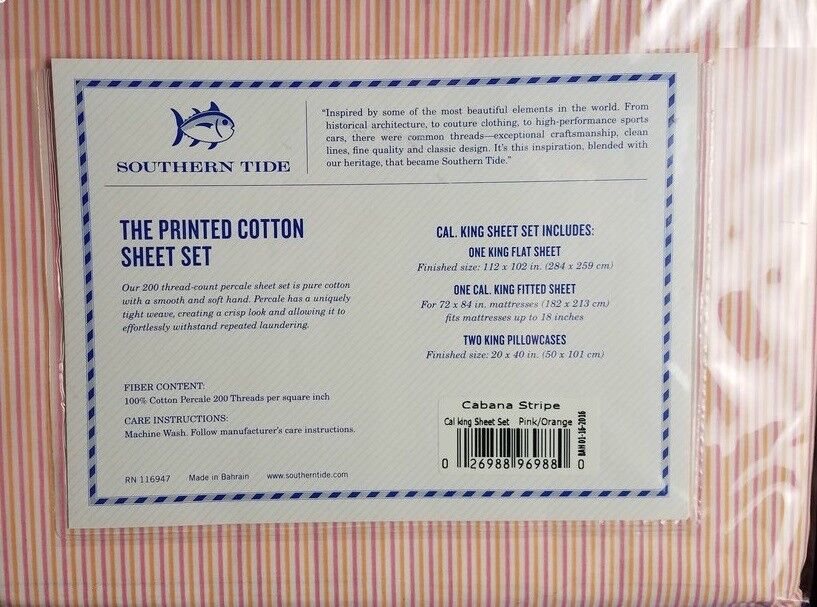 SOUTHERN TIDE
"Inspired by some of the most beautiful elements in the world. From
historical architecture, to couture clothing, to high-performance sports
cars, there were common threads—exceptional craftsmanship, clean
lines, fine quality and classic design. It's this inspiration, blended with
our heritage, that became Southern Tide."
THE PRINTED COTTON
SHEET SET
Our 200 thread-count percale sheet set is pure cotton
with a smooth and soft hand. Percale has a uniquely
tight weave, creating a crisp look and allowing it to
effortlessly withstand repeated laundering.
FIBER CONTENT:
100% Cotton Percale 200 Threads per square inch
CARE INSTRUCTIONS:
Machine Wash. Follow manufacturer's care instructions.
RN 116947 Made in Bahrain www.southerntide.com
CAL. KING SHEET SET INCLUDES:
ONE KING FLAT SHEET
Finished size: 112 x 102 in. (284 x 259 cm)
ONE CAL. KING FITTED SHEET
For 72 x 84 in. mattresses (182 x 213 cm)
fits mattresses up to 18 inches
TWO KING PILLOWCASES
Finished size: 20 x 40 in. (50 x 101 cm)
Cabana Stripe
Cal king Sheet Set Pink/Orange
0 26988 96988 0
BAH 01-16-2016